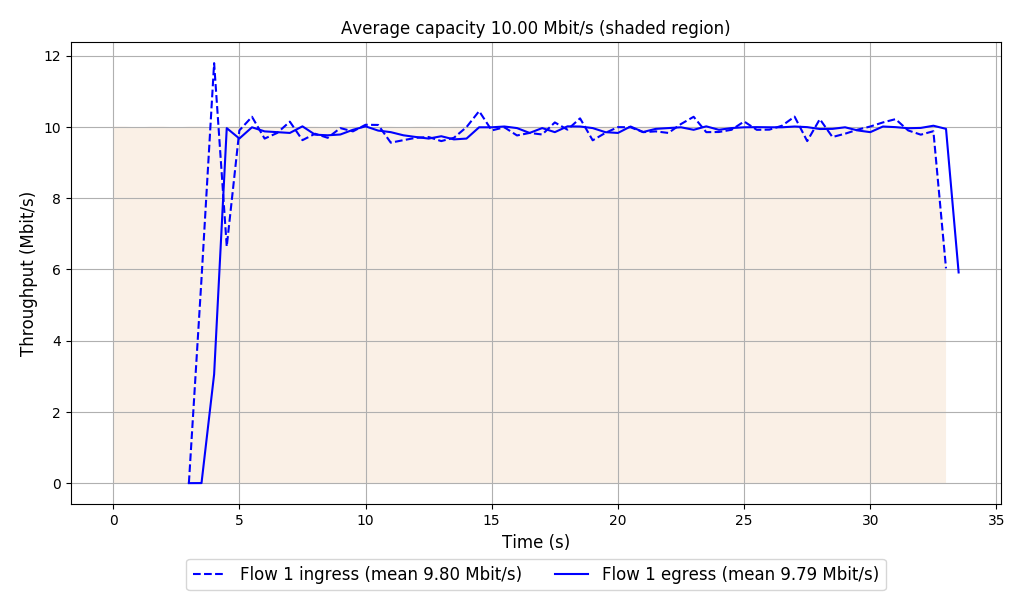 Average capacity 10.00 Mbit/s (shaded region)
12
10
8
6
4
2
0
Throughput (Mbit/s)
0 5 10 15 20 25 30 35
Time (s)
Flow 1 ingress (mean 9.80 Mbit/s) Flow 1 egress (mean 9.79 Mbit/s)